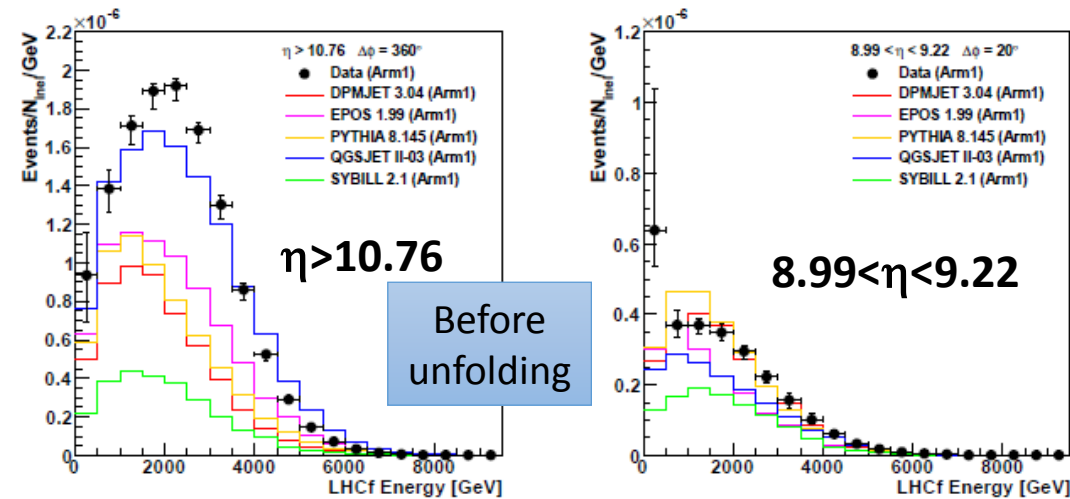 ×10⁻⁶
Events/N_inel/GeV
2.2
2
1.8
1.6
1.4
1.2
1
0.8
0.6
0.4
0.2
0
η > 10.76 Δϕ = 360°
Data (Arm1)
DPMJET 3.04 (Arm1)
EPOS 1.99 (Arm1)
PYTHIA 8.145 (Arm1)
QGSJET II-03 (Arm1)
SYBILL 2.1 (Arm1)
η>10.76
0 2000 4000 6000 8000
LHCf Energy [GeV]
Before
unfolding
×10⁻⁶
Events/N_inel/GeV
1.2
1
0.8
0.6
0.4
0.2
0
8.99 < η < 9.22 Δϕ = 20°
Data (Arm1)
DPMJET 3.04 (Arm1)
EPOS 1.99 (Arm1)
PYTHIA 8.145 (Arm1)
QGSJET II-03 (Arm1)
SYBILL 2.1 (Arm1)
8.99<η<9.22
0 2000 4000 6000 8000
LHCf Energy [GeV]